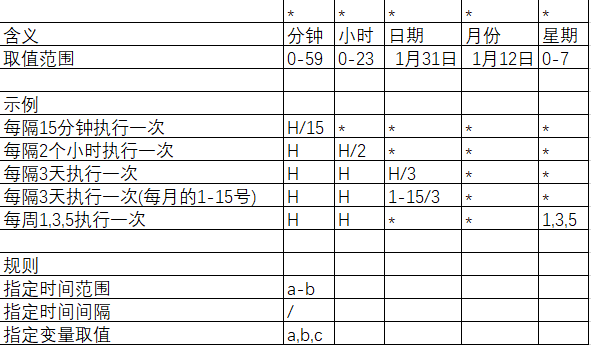 * * * * *
含义 分钟 小时 日期 月份 星期
取值范围 0-59 0-23 1月31日 1月12日 0-7
示例
每隔15分钟执行一次 H/15 * * * *
每隔2个小时执行一次 H H/2 * * *
每隔3天执行一次 H H H/3 * *
每隔3天执行一次(每月的1-15号) H H 1-15/3 * *
每周1,3,5执行一次 H H * * 1,3,5
规则
指定时间范围 a-b
指定时间间隔 /
指定变量取值 a,b,c